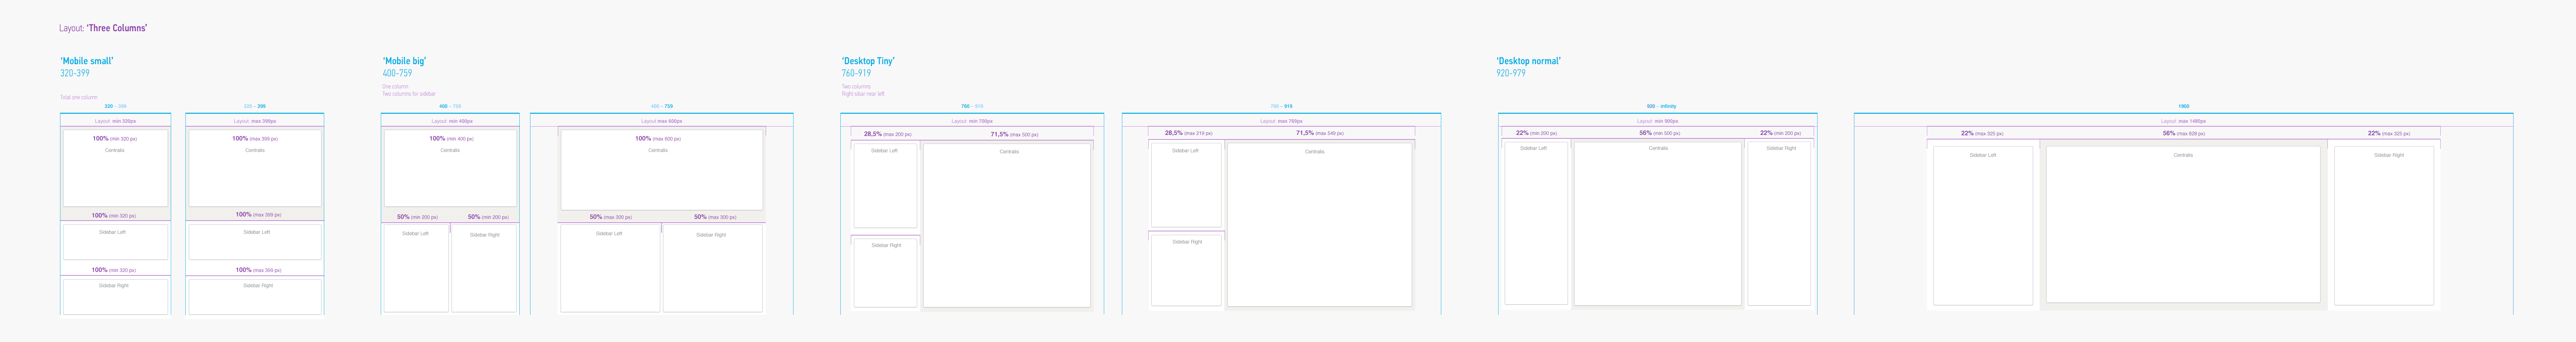 Layout: ‘Three Columns’
‘Mobile small’
320-399
Total one column
320 – 399
Layout: min 320px
100% (min 320 px)
Centralis
100% (min 320 px)
Sidebar Left
100% (min 320 px)
Sidebar Right
320 – 399
Layout: max 399px
100% (max 399 px)
Centralis
100% (max 399 px)
Sidebar Left
100% (max 399 px)
Sidebar Right
‘Mobile big’
400-759
One column
Two columns for sidebar
400 – 759
Layout: min 400px
100% (min 400 px)
Centralis
50% (min 200 px)
50% (min 200 px)
Sidebar Left
Sidebar Right
400 – 759
Layout max 600px
100% (max 600 px)
Centralis
50% (max 300 px)
50% (max 300 px)
Sidebar Left
Sidebar Right
‘Desktop Tiny’
760-919
Two columns
760 – 919
Layout: min 700px
28,5% (max 200 px)
71,5% (max 500 px)
Sidebar Left
Centralis
Sidebar Right
760 – 919
Layout: max 769px
28,5% (max 219 px)
71,5% (max 549 px)
Sidebar Left
Centralis
Sidebar Right
‘Desktop normal’
920-979
920 - infinity
Layout: min 900px
22% (min 200 px)
56% (min 500 px)
22% (min 200 px)
Sidebar Left
Centralis
Sidebar Right
1900
Layout: max 1480px
22% (max 325 px)
56% (max 829 px)
22% (max 325 px)
Sidebar Left
Centralis
Sidebar Right